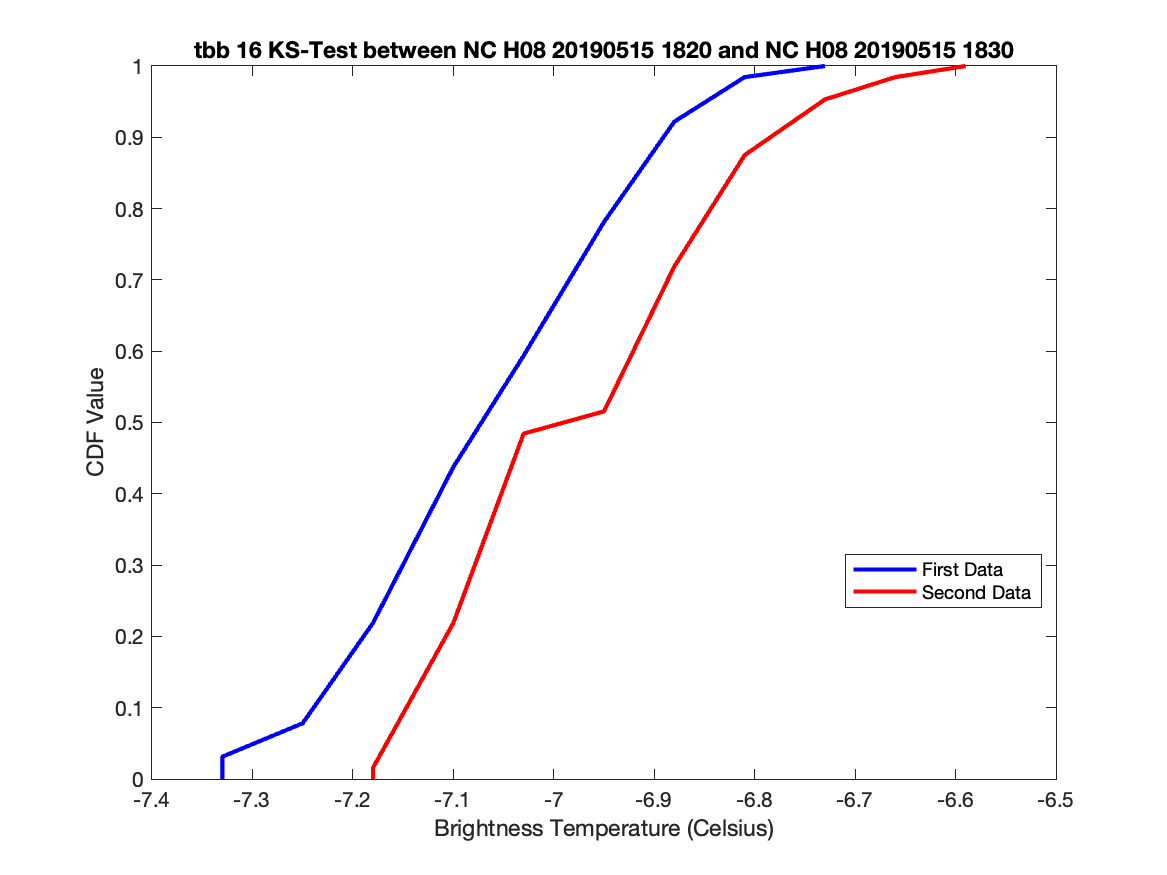 tbb 16 KS-Test between NC H08 20190515 1820 and NC H08 20190515 1830
1
0.9
0.8
0.7
0.6
0.5
0.4
0.3
0.2
0.1
0
CDF Value
First Data
Second Data
-7.4 -7.3 -7.2 -7.1 -7 -6.9 -6.8 -6.7 -6.6 -6.5
Brightness Temperature (Celsius)